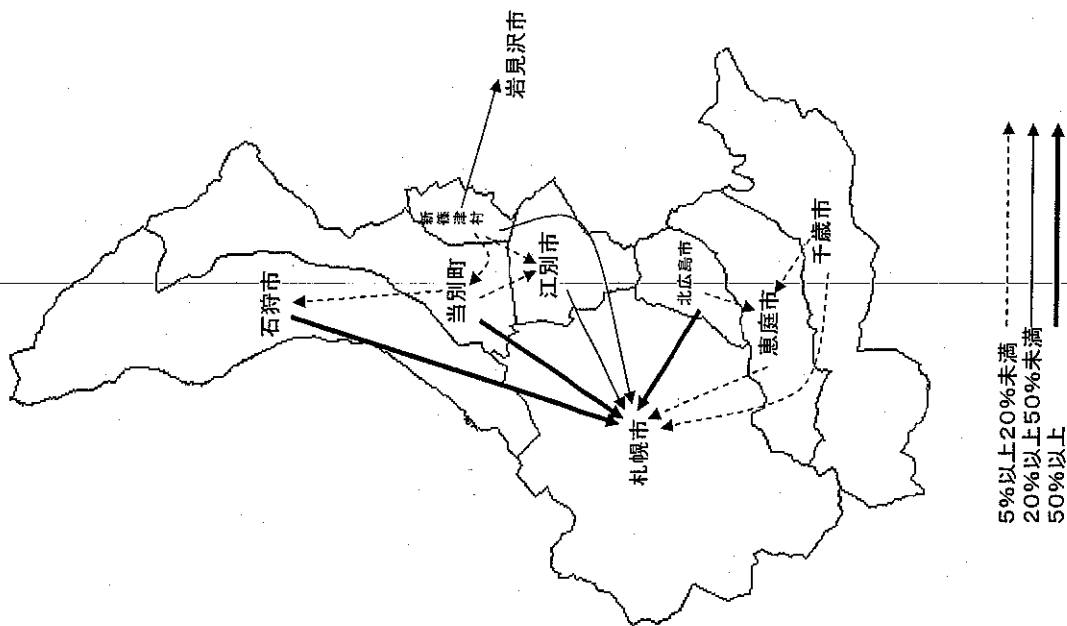 石狩市
当別町
新篠津村
岩見沢市
江別市
札幌市
北広島市
恵庭市
千歳市
5%以上20%未満
20%以上50%未満
50%以上